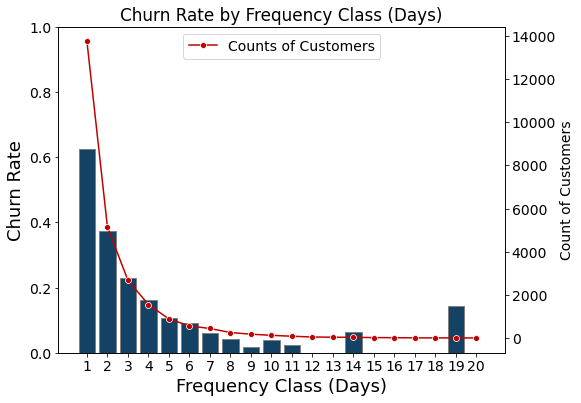 Churn Rate by Frequency Class (Days)
Counts of Customers
Churn Rate
1.0
0.8
0.6
0.4
0.2
0.0
14000
12000
10000
8000
6000
4000
2000
0
Count of Customers
1 2 3 4 5 6 7 8 9 10 11 12 13 14 15 16 17 18 19 20
Frequency Class (Days)